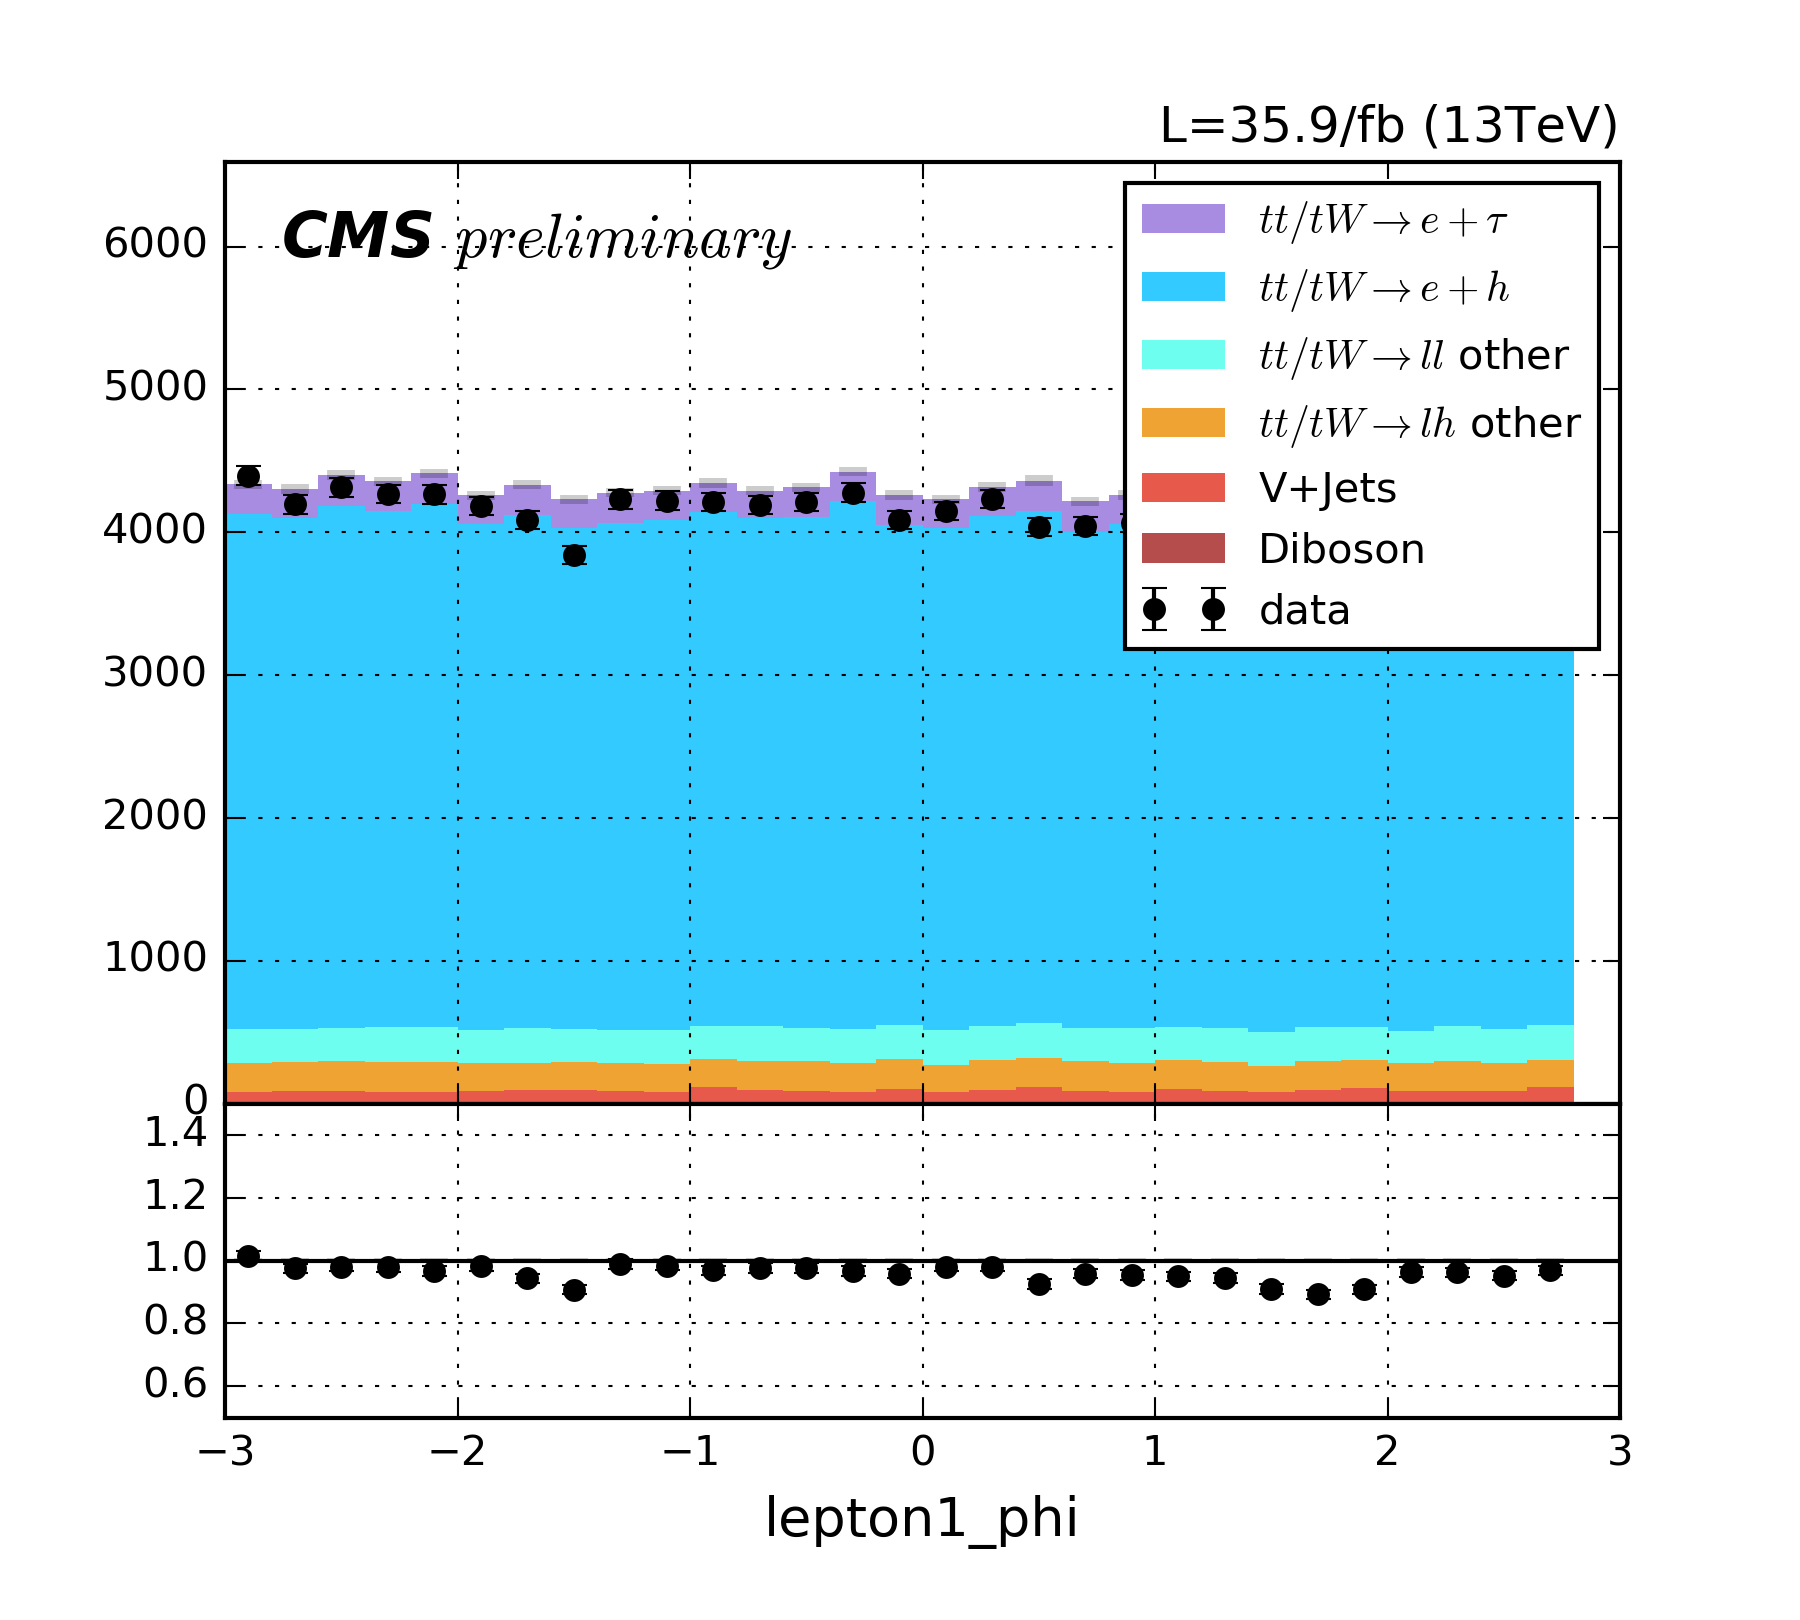 L=35.9/fb (13TeV)
CMS preliminary
6000
5000
4000
3000
2000
1000
0
tt/tW → e + τ
tt/tW → e + h
tt/tW → ll other
tt/tW → lh other
V+Jets
Diboson
data
1.4
1.2
1.0
0.8
0.6
−3 −2 −1 0 1 2 3
lepton1_phi